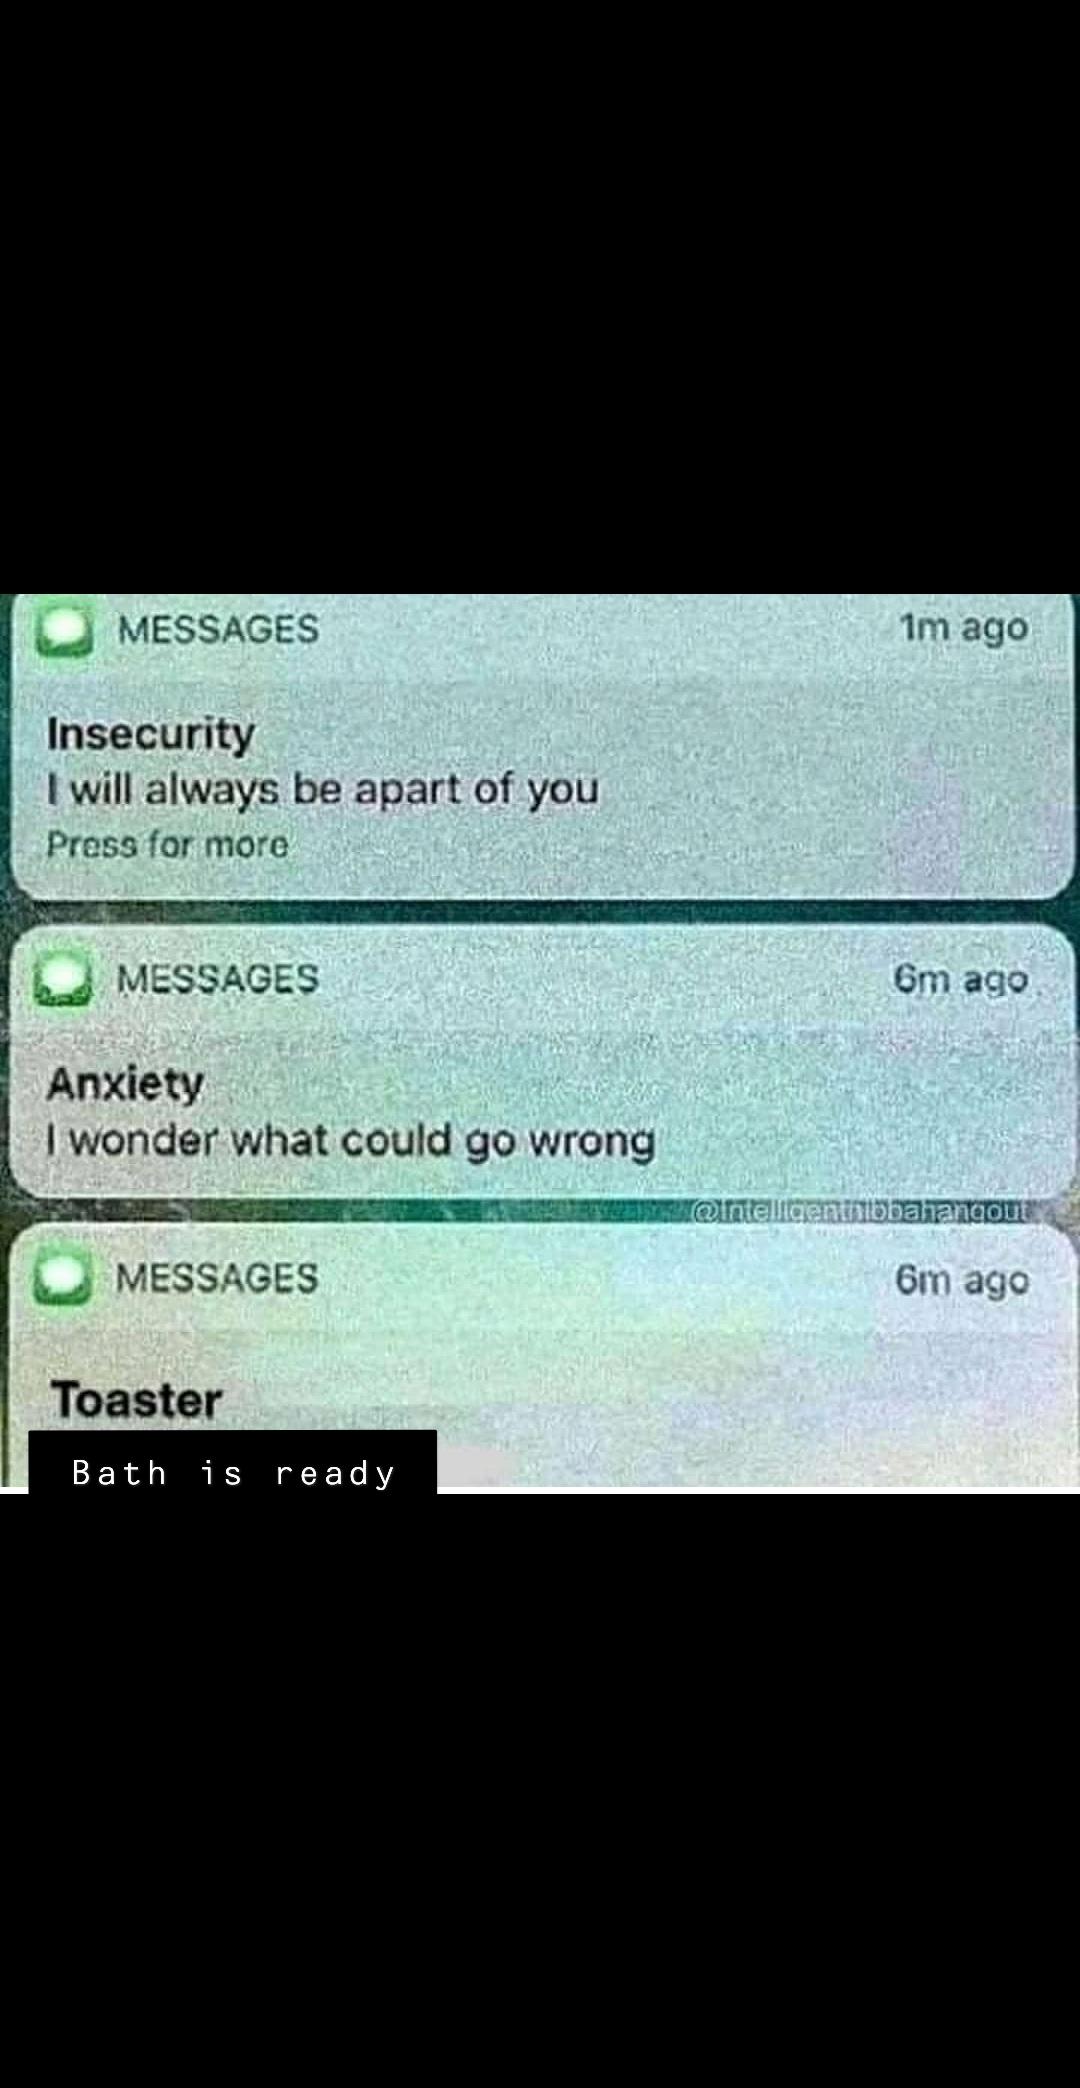 MESSAGES 1m ago
Insecurity
I will always be apart of you
Press for more
MESSAGES 6m ago
Anxiety
I wonder what could go wrong
@intelligentnibbahangout
MESSAGES 6m ago
Toaster
Bath is ready